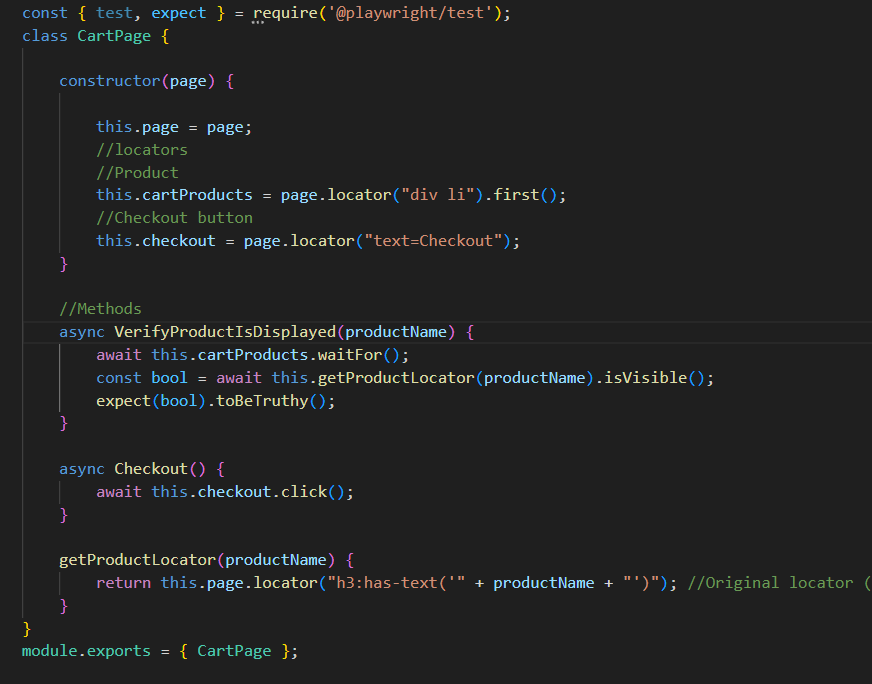 const { test, expect } = require('@playwright/test');
class CartPage {
constructor(page) {
this.page = page;
//locators
//Product
this.cartProducts = page.locator("div li").first();
//Checkout button
this.checkout = page.locator("text=Checkout");
}
//Methods
async VerifyProductIsDisplayed(productName) {
await this.cartProducts.waitFor();
const bool = await this.getProductLocator(productName).isVisible();
expect(bool).toBeTruthy();
}
async Checkout() {
await this.checkout.click();
}
getProductLocator(productName) {
return this.page.locator("h3:has-text('" + productName + "')"); //Original locator (
}
}
module.exports = { CartPage };